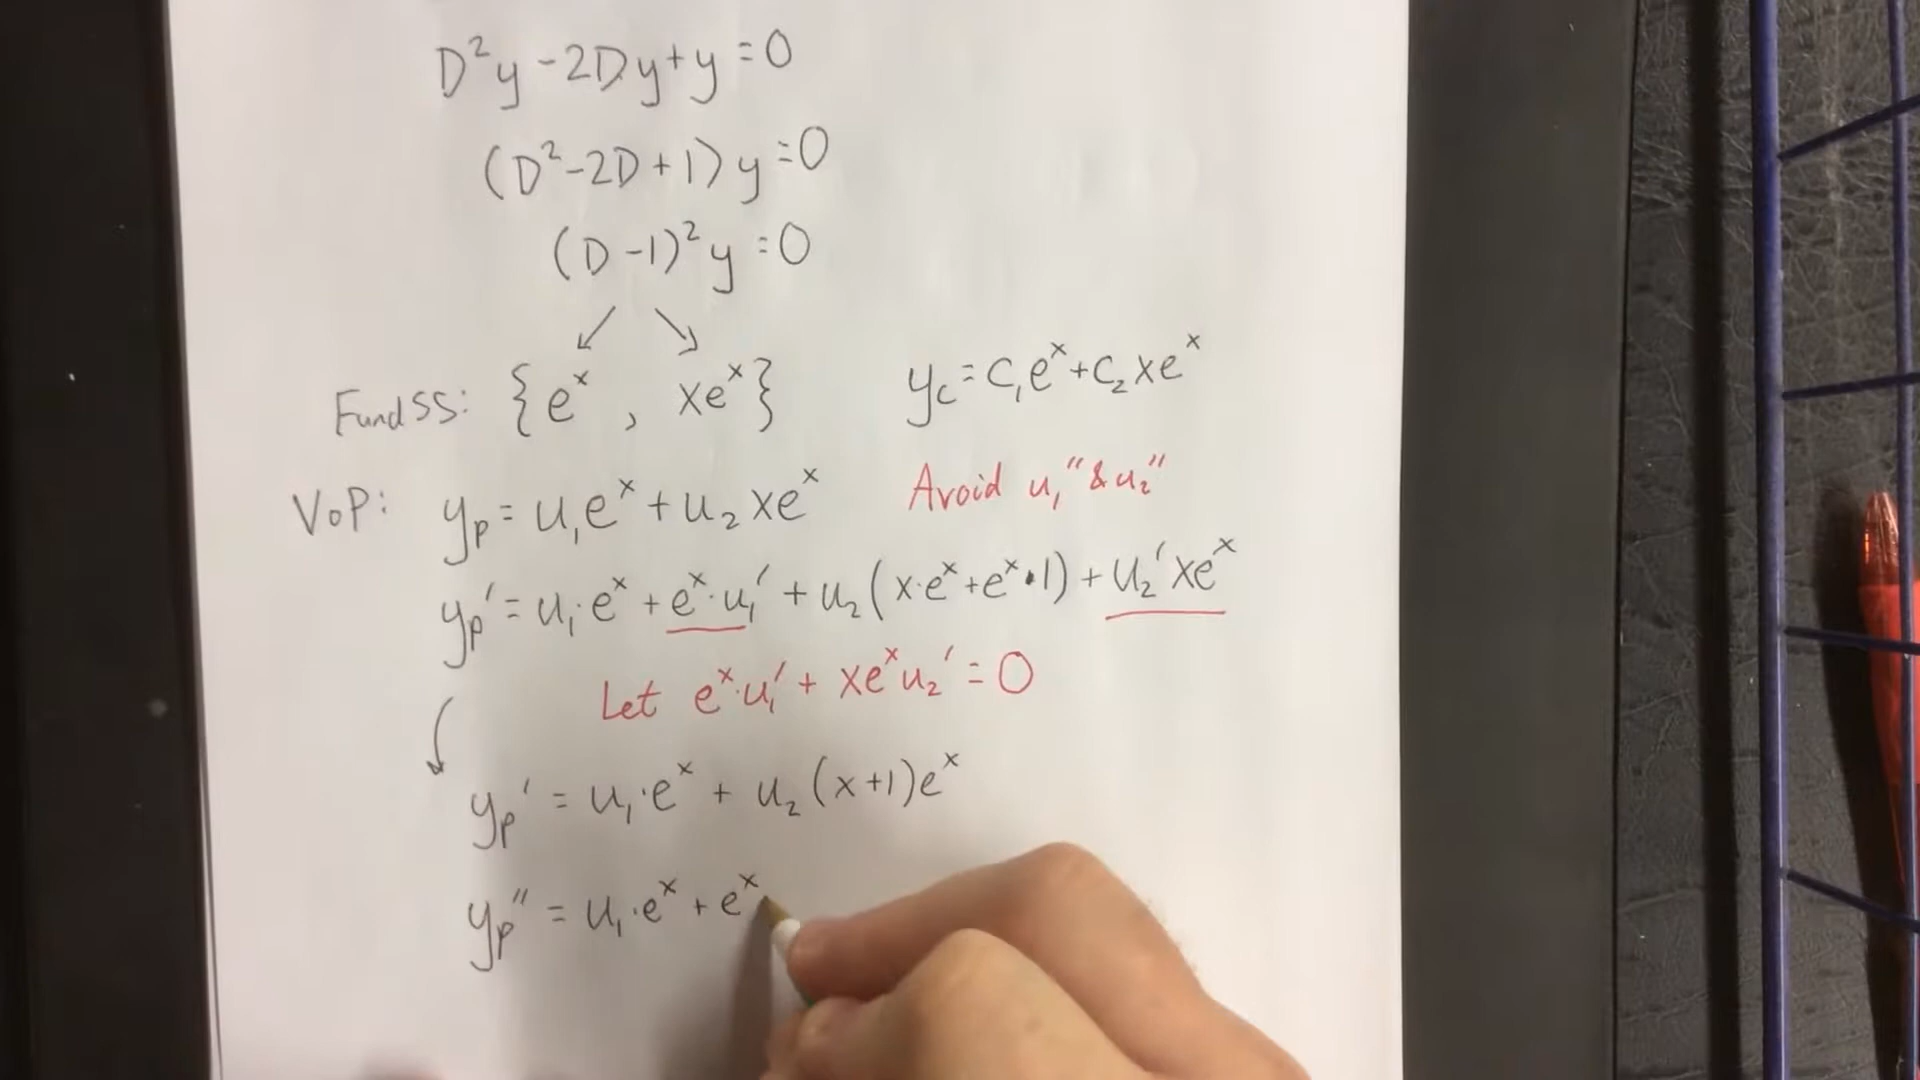 D²y - 2Dy + y = 0
(D² - 2D + 1) y = 0
(D - 1)² y = 0
↙ ↘
Fund SS: {eˣ , xeˣ} y_c = c₁eˣ + c₂xeˣ
VoP: y_p = u₁eˣ + u₂xeˣ Avoid u₁'' & u₂''
y_p' = u₁·eˣ + eˣ·u₁' + u₂(x·eˣ + eˣ·1) + u₂'xeˣ
Let eˣ·u₁' + xeˣu₂' = 0
y_p' = u₁·eˣ + u₂(x+1)eˣ
y_p'' = u₁·eˣ + eˣ